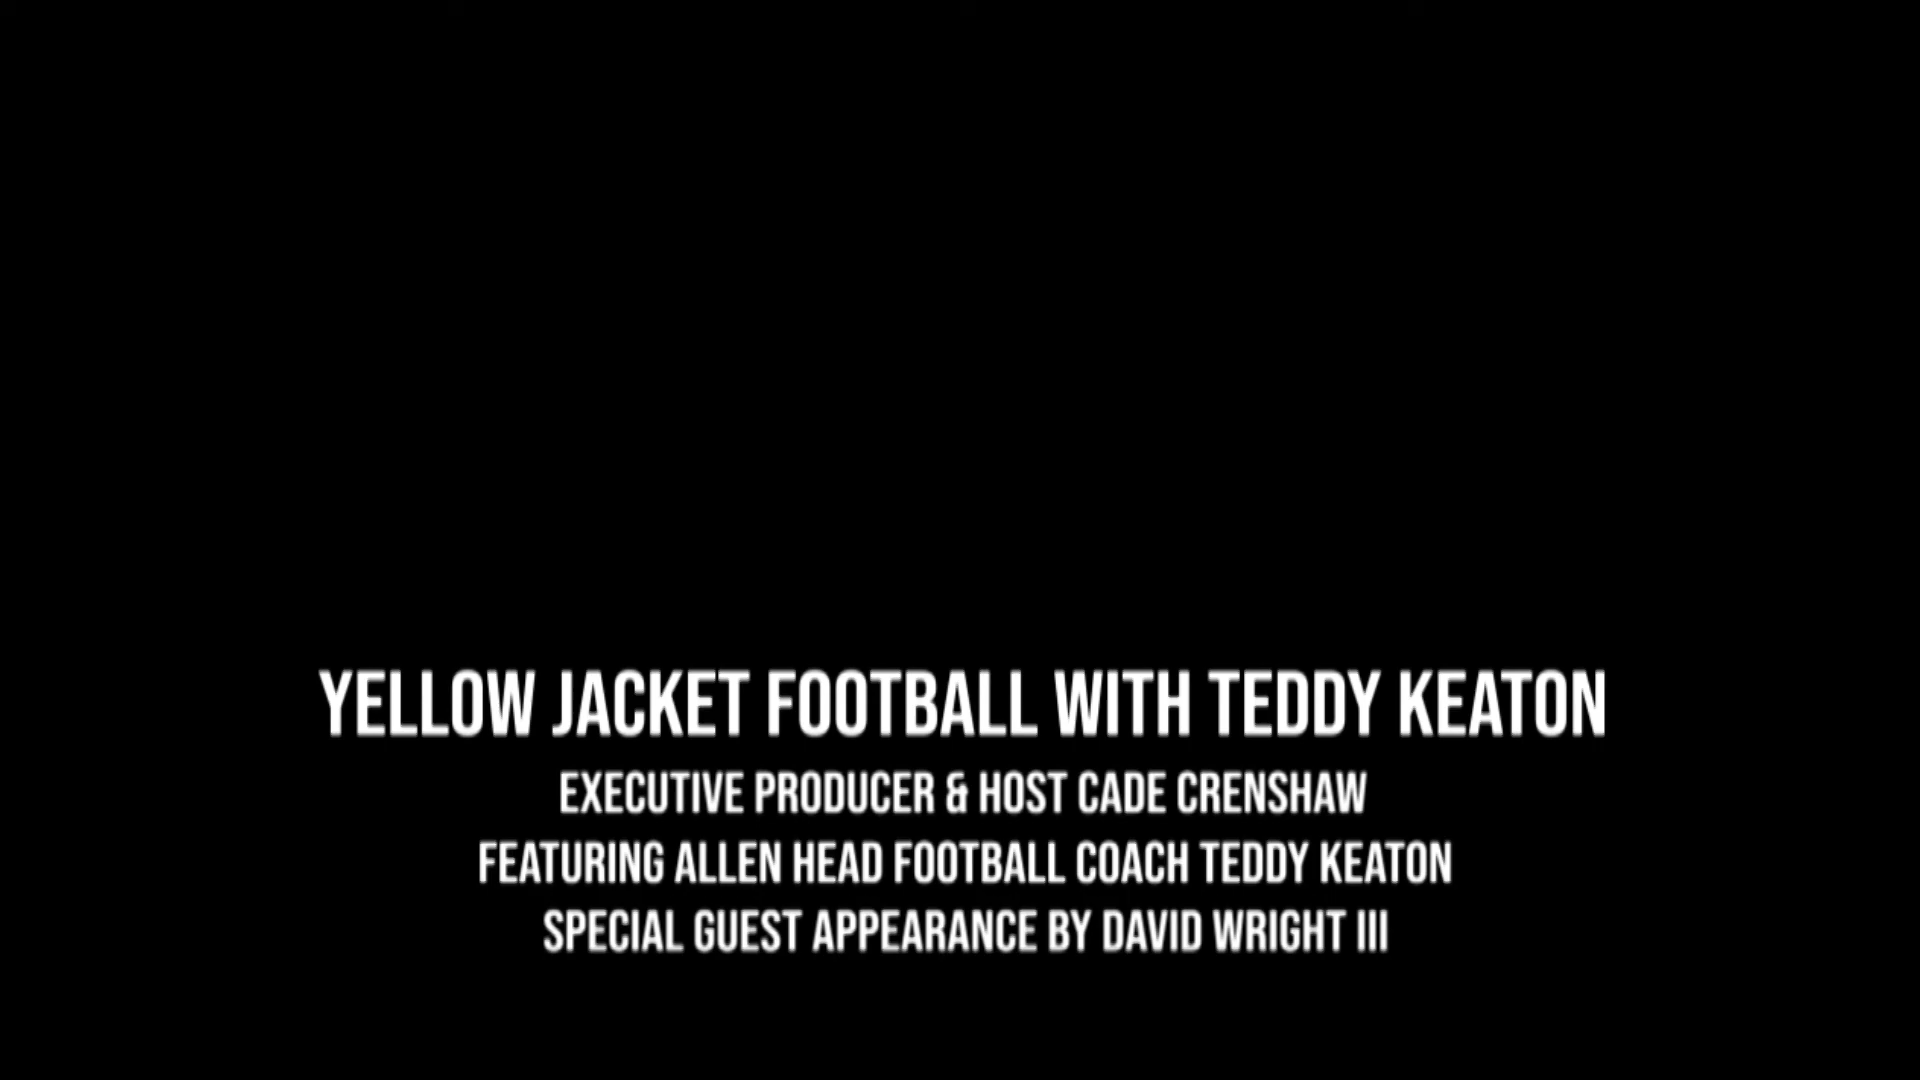 YELLOW JACKET FOOTBALL WITH TEDDY KEATON
EXECUTIVE PRODUCER & HOST CADE CRENSHAW
FEATURING ALLEN HEAD FOOTBALL COACH TEDDY KEATON
SPECIAL GUEST APPEARANCE BY DAVID WRIGHT III